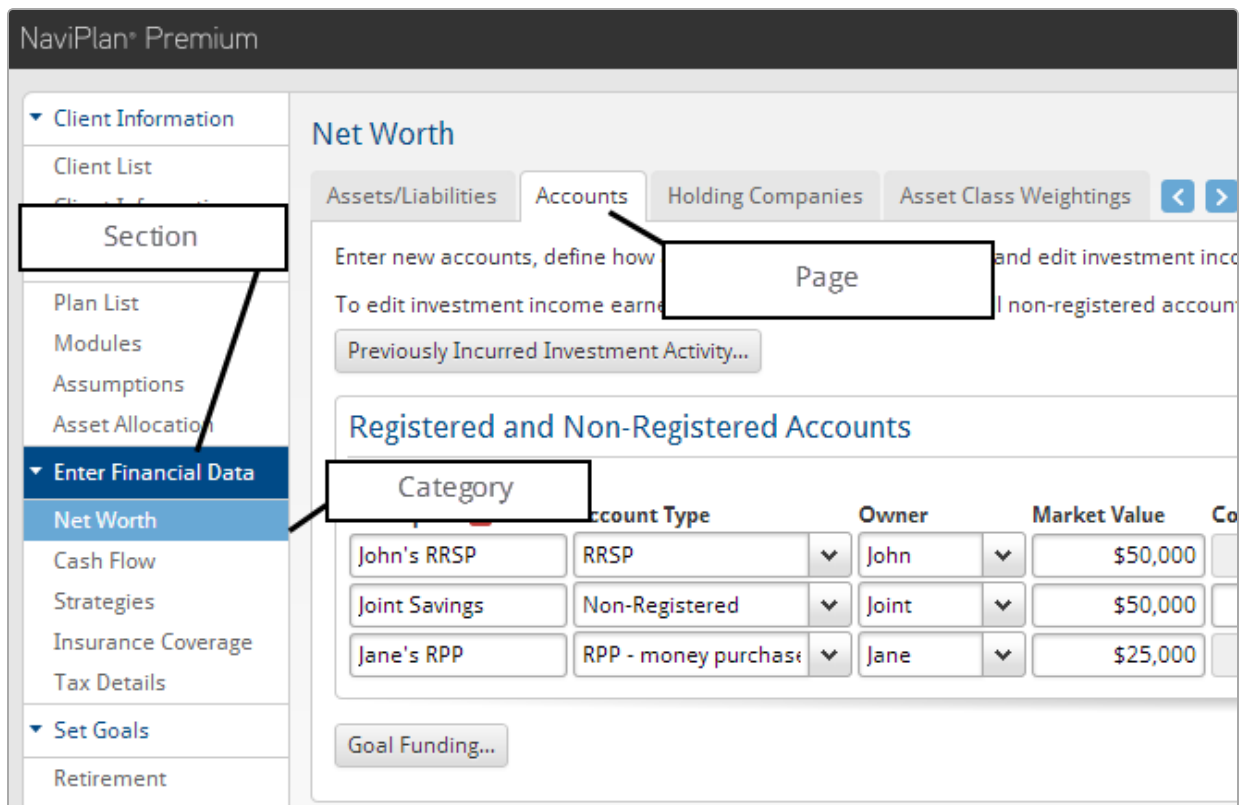 NaviPlan® Premium
Client Information
Client List
Section
Plan List
Modules
Assumptions
Asset Allocation
Enter Financial Data
Net Worth
Cash Flow
Strategies
Insurance Coverage
Tax Details
Set Goals
Retirement
Net Worth
Assets/Liabilities Accounts Holding Companies Asset Class Weightings < >
Enter new accounts, define how and edit investment inco
Page
To edit investment income earne l non-registered accoun
Previously Incurred Investment Activity...
Registered and Non-Registered Accounts
Category
ccount Type Owner Market Value Co
John's RRSP RRSP John $50,000
Joint Savings Non-Registered Joint $50,000
Jane's RPP RPP - money purchase Jane $25,000
Goal Funding...